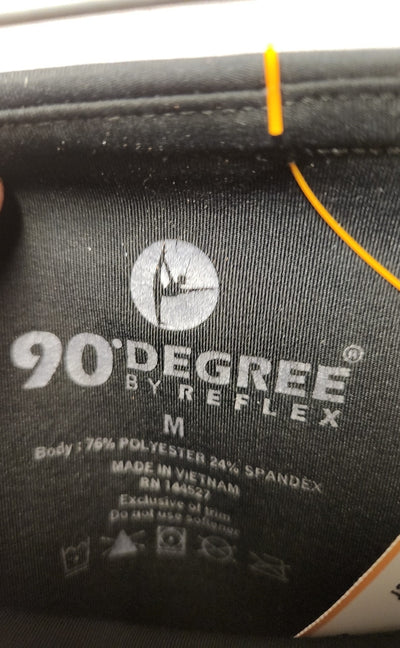 90°DEGREE®
BY REFLEX
M
Body : 76% POLYESTER 24% SPANDEX
MADE IN VIETNAM
RN 144527
Exclusive of trim
Do not use softener